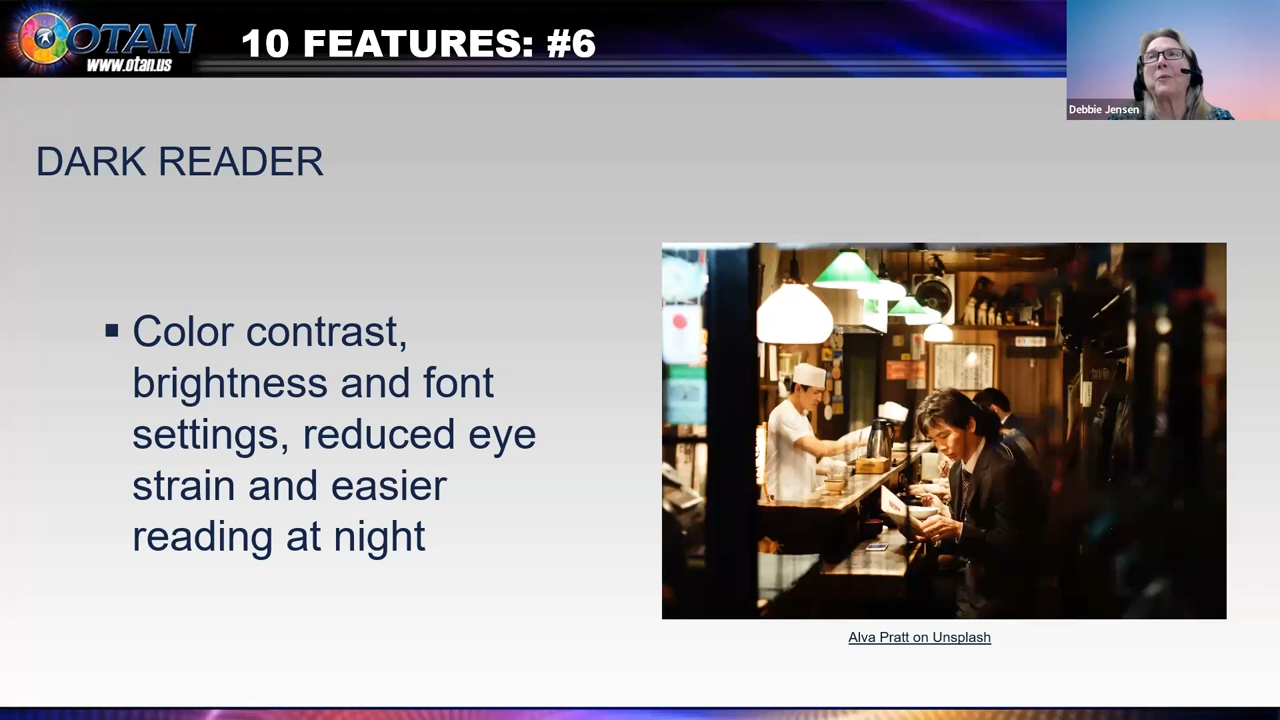 OTAN
www.otan.us
10 FEATURES: #6
Debbie Jensen
DARK READER
▪ Color contrast,
brightness and font
settings, reduced eye
strain and easier
reading at night
Alva Pratt on Unsplash